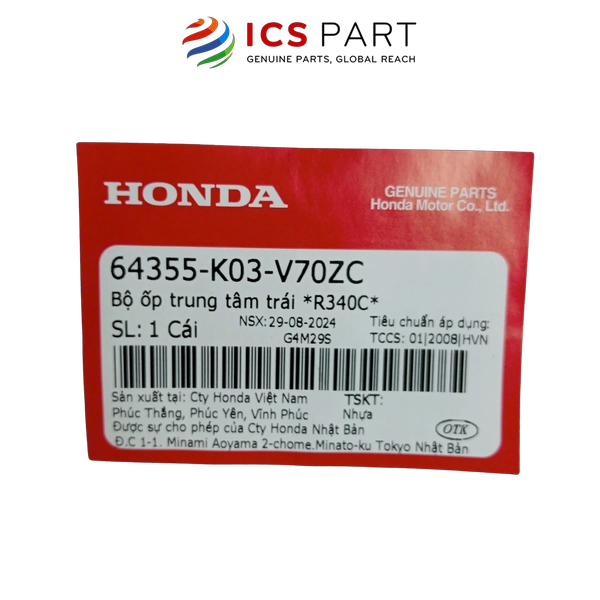 ICS PART
GENUINE PARTS, GLOBAL REACH
HONDA
GENUINE PARTS
Honda Motor Co., Ltd.
64355-K03-V70ZC
Bộ ốp trung tâm trái *R340C*
SL: 1 Cái
NSX: 29-08-2024
G4M29S
Tiêu chuẩn áp dụng:
TCCS: 01|2008|HVN
Sản xuất tại: Cty Honda Việt Nam
Phúc Thắng, Phúc Yên, Vĩnh Phúc
TSKT:
Nhựa
Được sự cho phép của Cty Honda Nhật Bản
Đ.C 1-1. Minami Aoyama 2-chome.Minato-ku Tokyo Nhật Bản
OTK